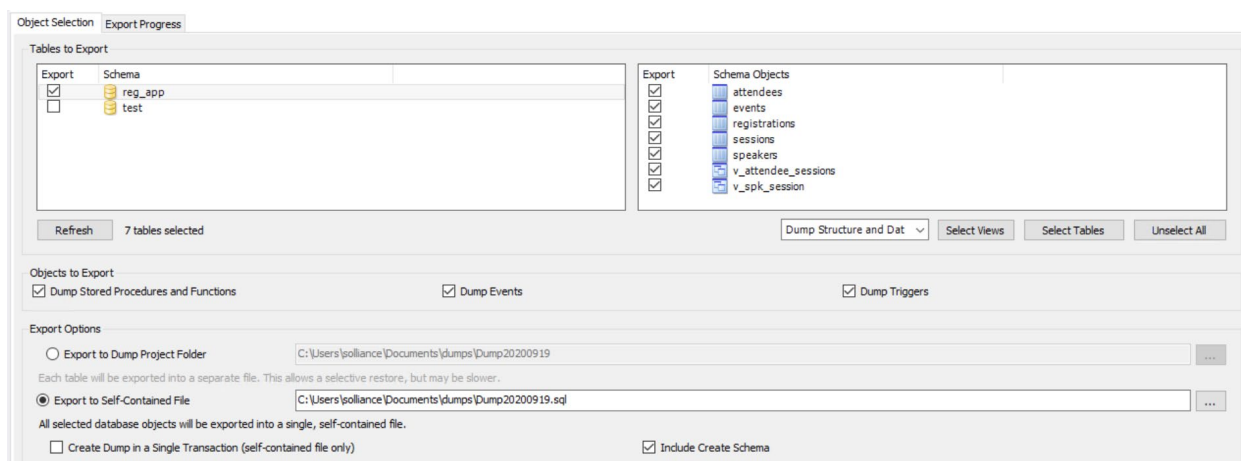 Object Selection Export Progress
Tables to Export
Export Schema
reg_app
test
Export Schema Objects
attendees
events
registrations
sessions
speakers
v_attendee_sessions
v_spk_session
Refresh 7 tables selected Dump Structure and Dat Select Views Select Tables Unselect All
Objects to Export
Dump Stored Procedures and Functions Dump Events Dump Triggers
Export Options
Export to Dump Project Folder C:\Users\solliance\Documents\dumps\Dump20200919 ...
Each table will be exported into a separate file. This allows a selective restore, but may be slower.
Export to Self-Contained File C:\Users\solliance\Documents\dumps\Dump20200919.sql ...
All selected database objects will be exported into a single, self-contained file.
Create Dump in a Single Transaction (self-contained file only) Include Create Schema